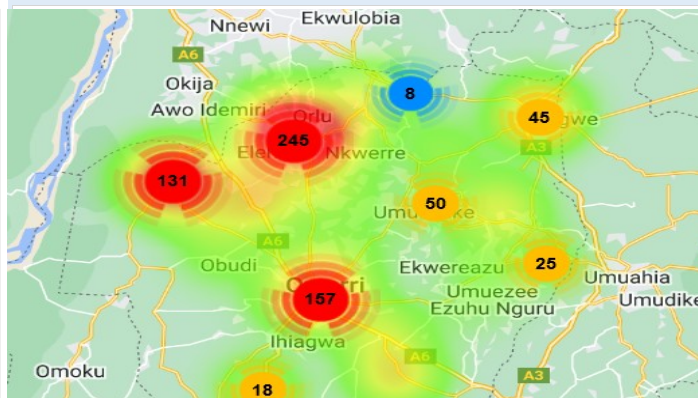 Ekwulobia
Nnewi
A6
Okija
8
Awo Idemiri
Orlu
45
245
Nkwerre
A3
131
50
A6
Obudi
Ekwereazu
25
Umuahia
157
Umuezee
Umudike
Ezuhu Nguru
Ihiagwa
A6
Omoku
A3
18